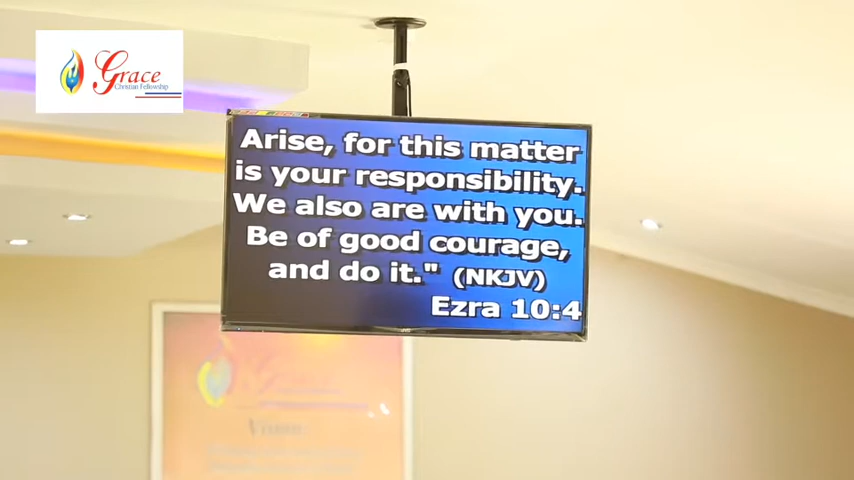 Grace
Christian Fellowship
Arise, for this matter
is your responsibility.
We also are with you.
Be of good courage,
and do it." (NKJV)
Ezra 10:4
Vision: